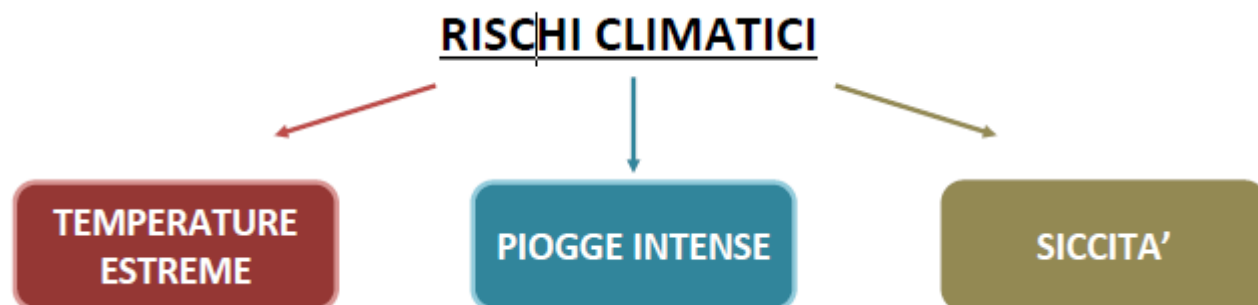 RISCHI CLIMATICI
TEMPERATURE
ESTREME
PIOGGE INTENSE
SICCITA’